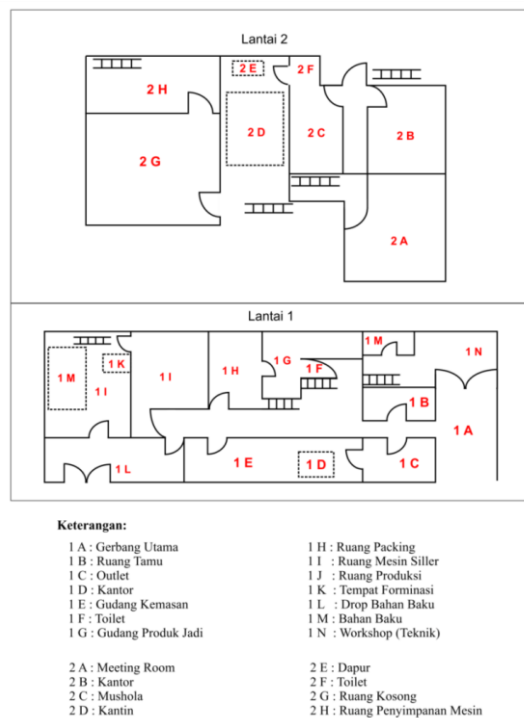 Lantai 2
2 E
2 F
2 H
2 D
2 C
2 B
2 G
2 A
Lantai 1
1 M
1 N
1 K
1 G
1 F
1 M
1 I
1 H
1 I
1 B
1 A
1 L
1 E
1 D
1 C
Keterangan:
1 A : Gerbang Utama
1 B : Ruang Tamu
1 C : Outlet
1 D : Kantor
1 E : Gudang Kemasan
1 F : Toilet
1 G : Gudang Produk Jadi
1 H : Ruang Packing
1 I : Ruang Mesin Siller
1 J : Ruang Produksi
1 K : Tempat Forminasi
1 L : Drop Bahan Baku
1 M : Bahan Baku
1 N : Workshop (Teknik)
2 A : Meeting Room
2 B : Kantor
2 C : Mushola
2 D : Kantin
2 E : Dapur
2 F : Toilet
2 G : Ruang Kosong
2 H : Ruang Penyimpanan Mesin